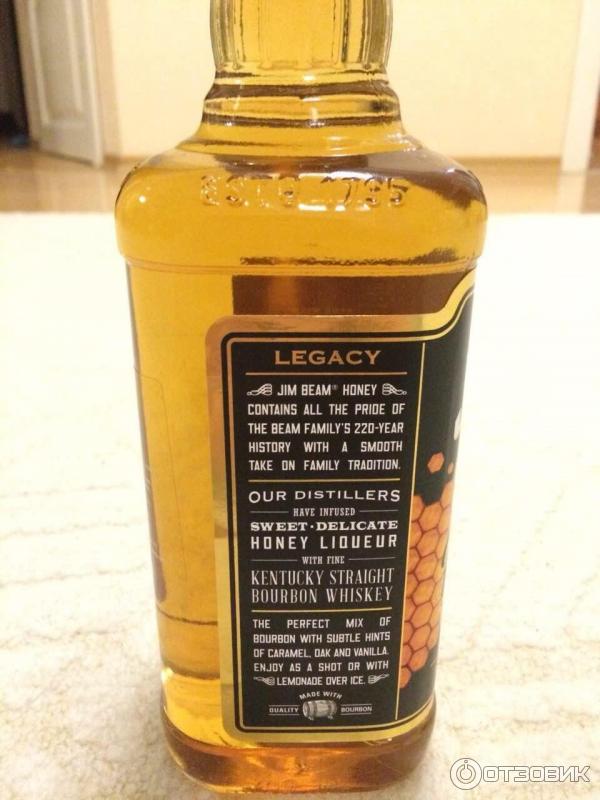 ESTD 1795
LEGACY
JIM BEAM® HONEY
CONTAINS ALL THE PRIDE OF
THE BEAM FAMILY'S 220-YEAR
HISTORY WITH A SMOOTH
TAKE ON FAMILY TRADITION.
OUR DISTILLERS
HAVE INFUSED
SWEET·DELICATE
HONEY LIQUEUR
WITH FINE
KENTUCKY STRAIGHT
BOURBON WHISKEY
THE PERFECT MIX OF
BOURBON WITH SUBTLE HINTS
OF CARAMEL, OAK AND VANILLA.
ENJOY AS A SHOT OR WITH
LEMONADE OVER ICE.
MADE WITH
QUALITY BOURBON
ОТЗОВИК